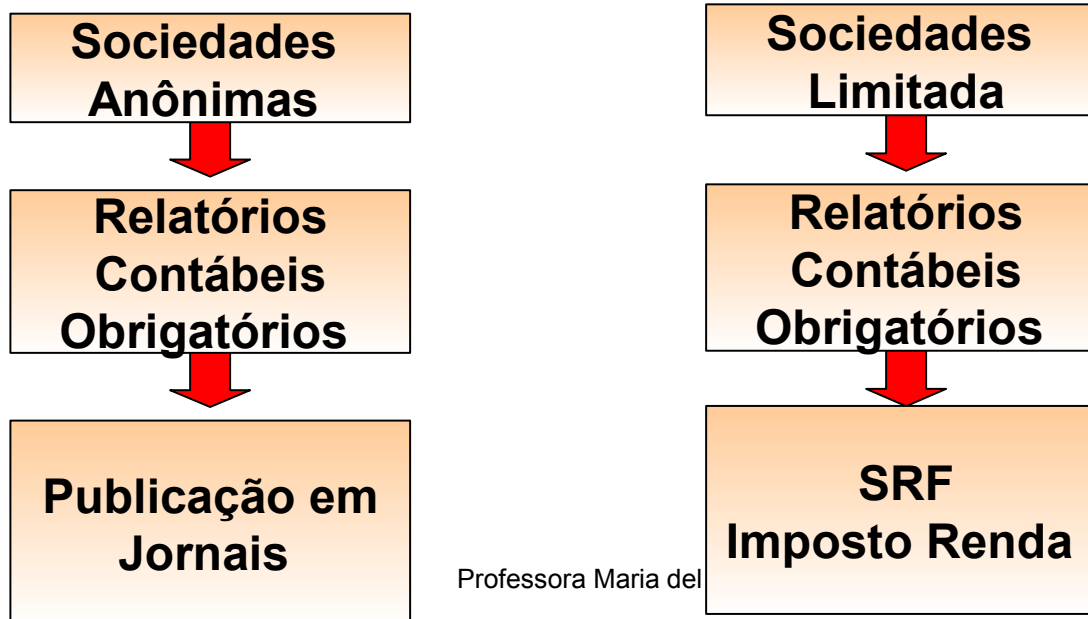 Sociedades
Anônimas
Relatórios
Contábeis
Obrigatórios
Publicação em
Jornais
Sociedades
Limitada
Relatórios
Contábeis
Obrigatórios
SRF
Imposto Renda
Professora Maria del